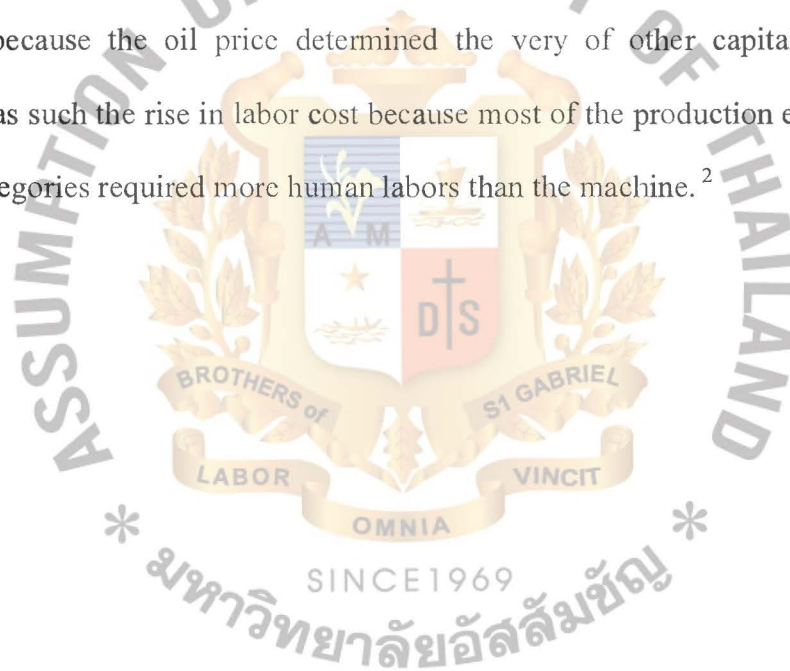 because the oil price determined the very of other capita
as such the rise in labor cost because most of the production e
egories required more human labors than the machine. 2
ASSUMPTION
OF THAILAND
A M
D S
BROTHERS of
S1 GABRIEL
LABOR
VINCIT
OMNIA
SINCE1969
มหาวิทยาลัยอัสสัมชัญ